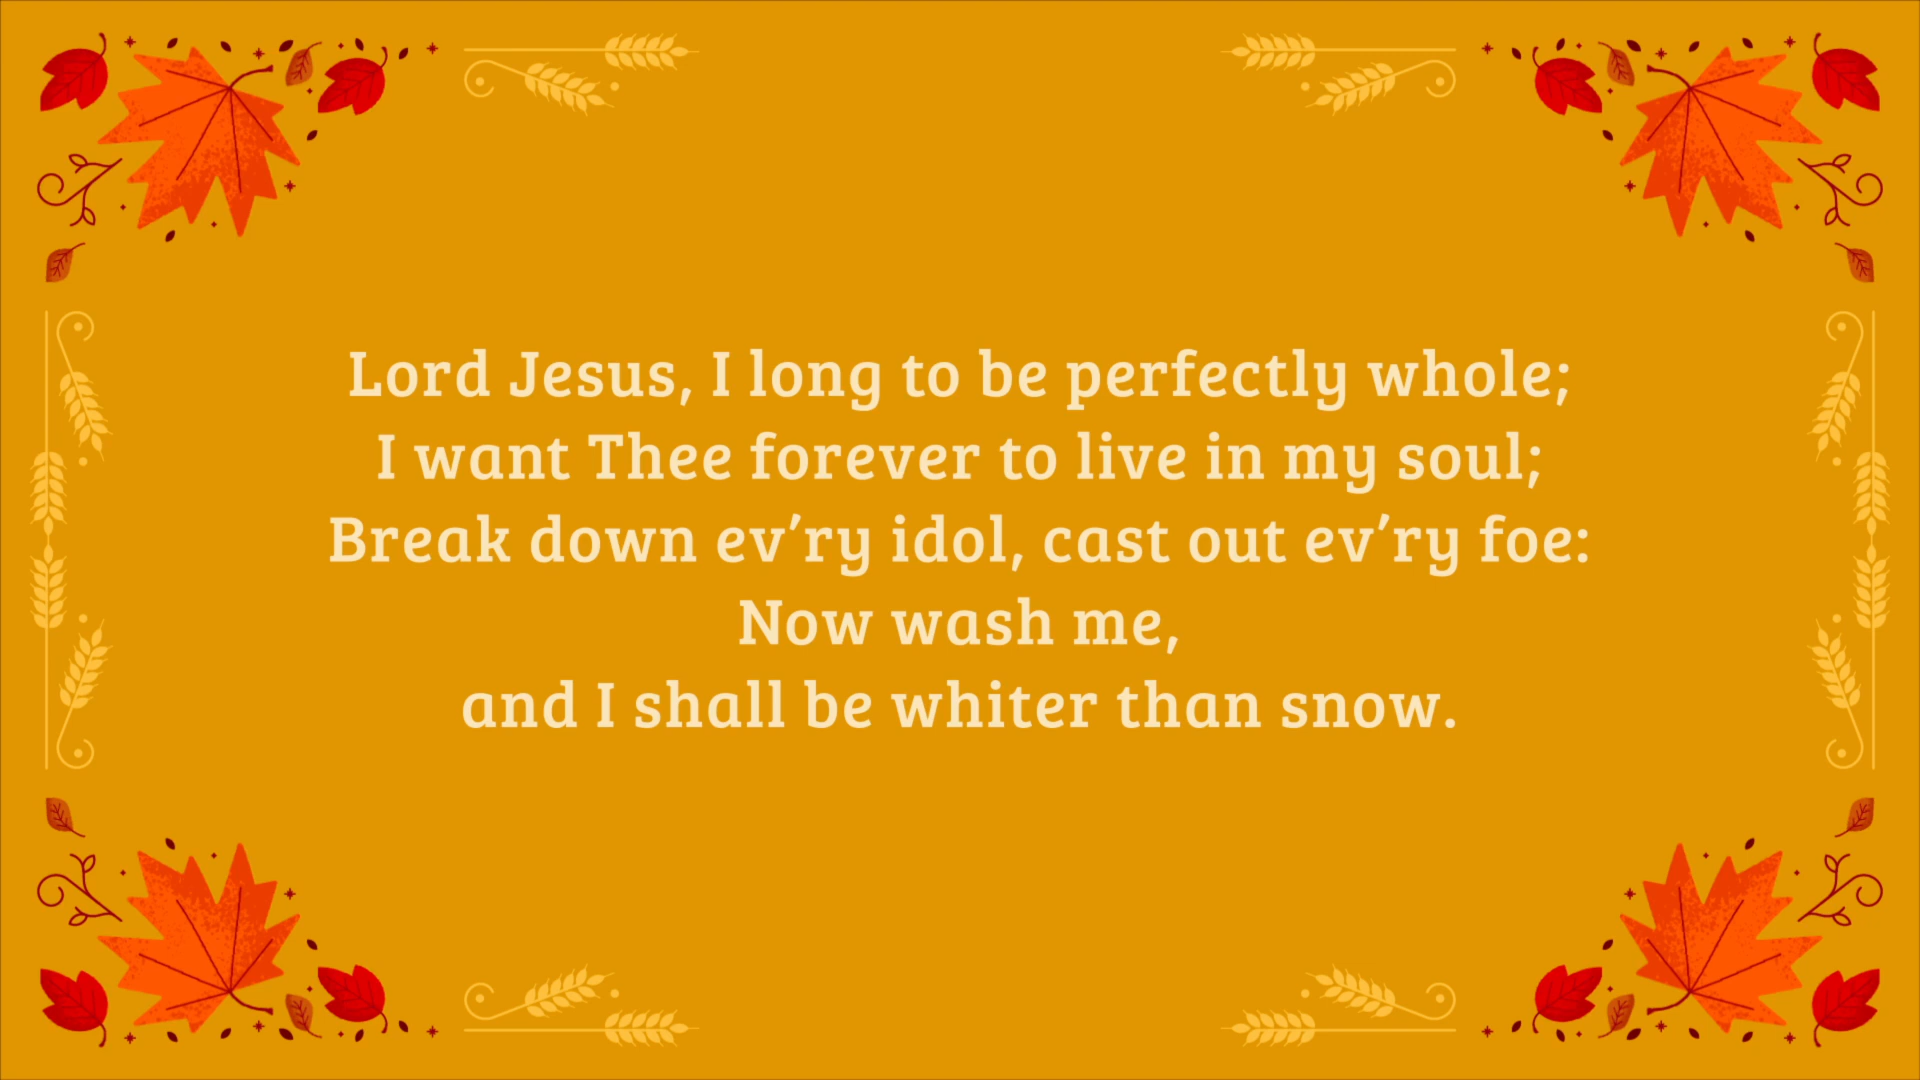 Lord Jesus, I long to be perfectly whole;
I want Thee forever to live in my soul;
Break down ev’ry idol, cast out ev’ry foe:
Now wash me,
and I shall be whiter than snow.